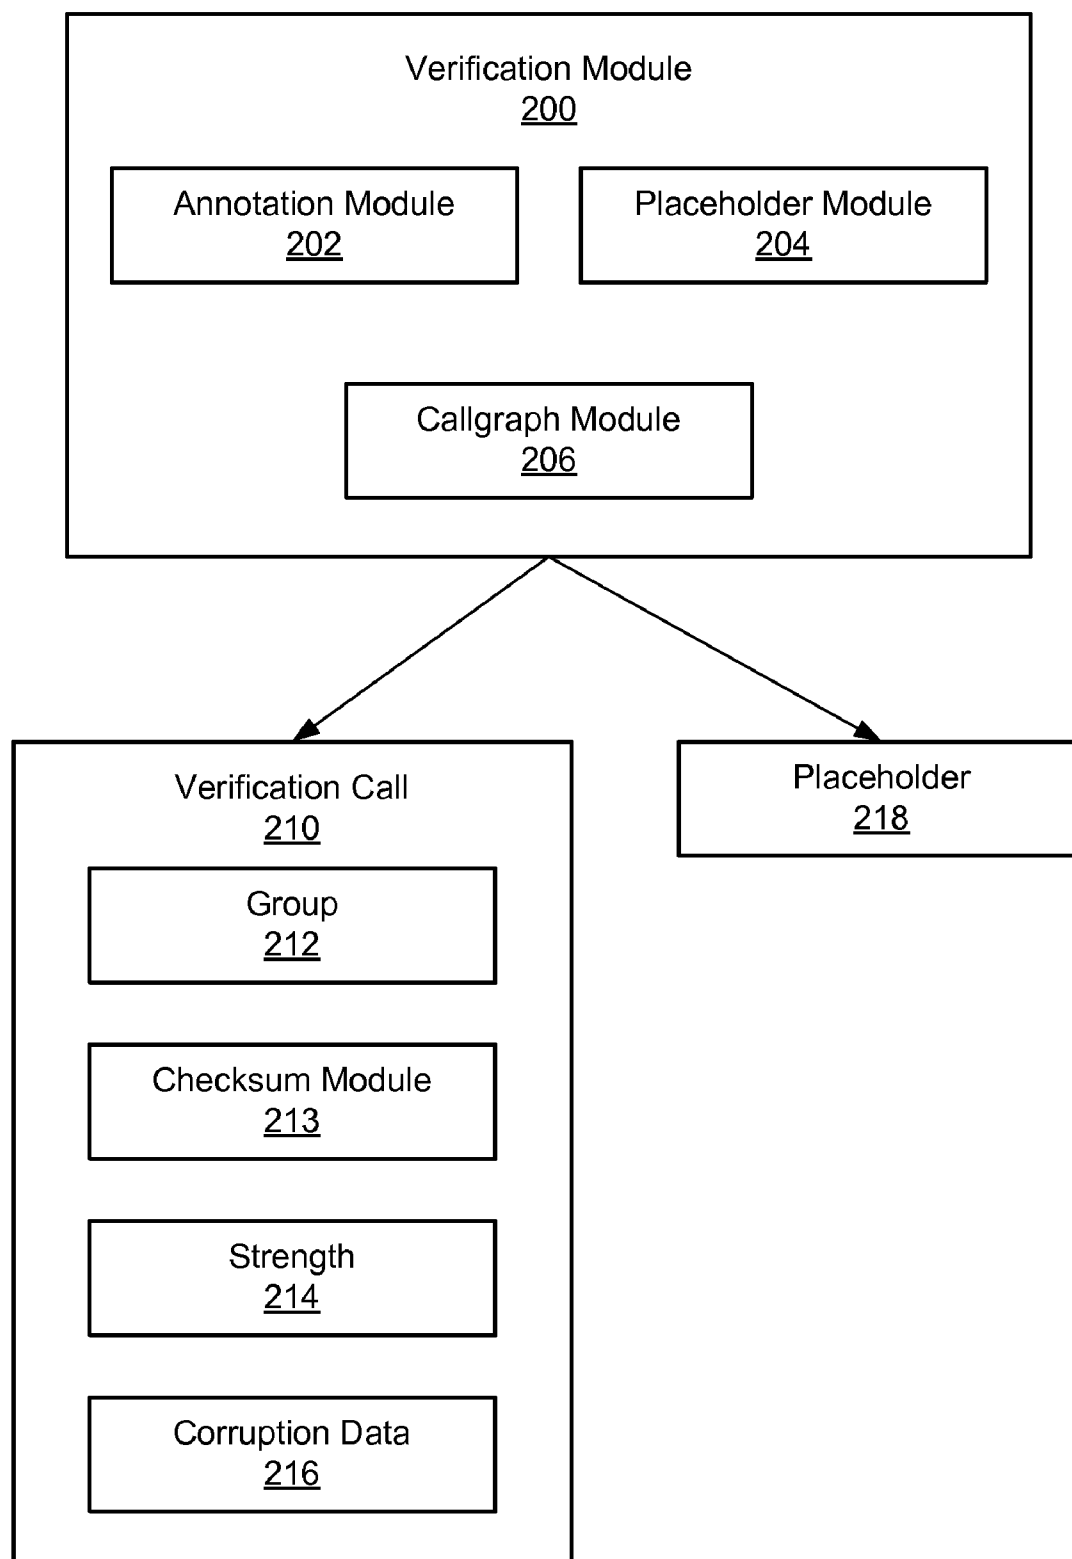 Verification Module
200
Annotation Module
202
Placeholder Module
204
Callgraph Module
206
Verification Call
210
Placeholder
218
Group
212
Checksum Module
213
Strength
214
Corruption Data
216